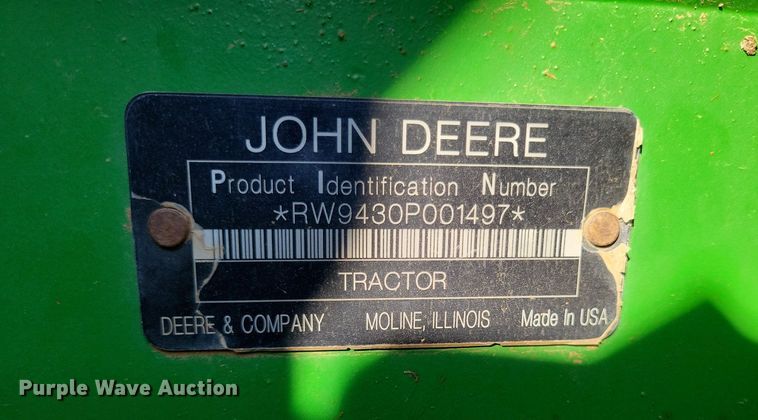 JOHN DEERE
Product Identification Number
*RW9430P001497*
TRACTOR
DEERE & COMPANY MOLINE, ILLINOIS Made In USA
Purple Wave Auction